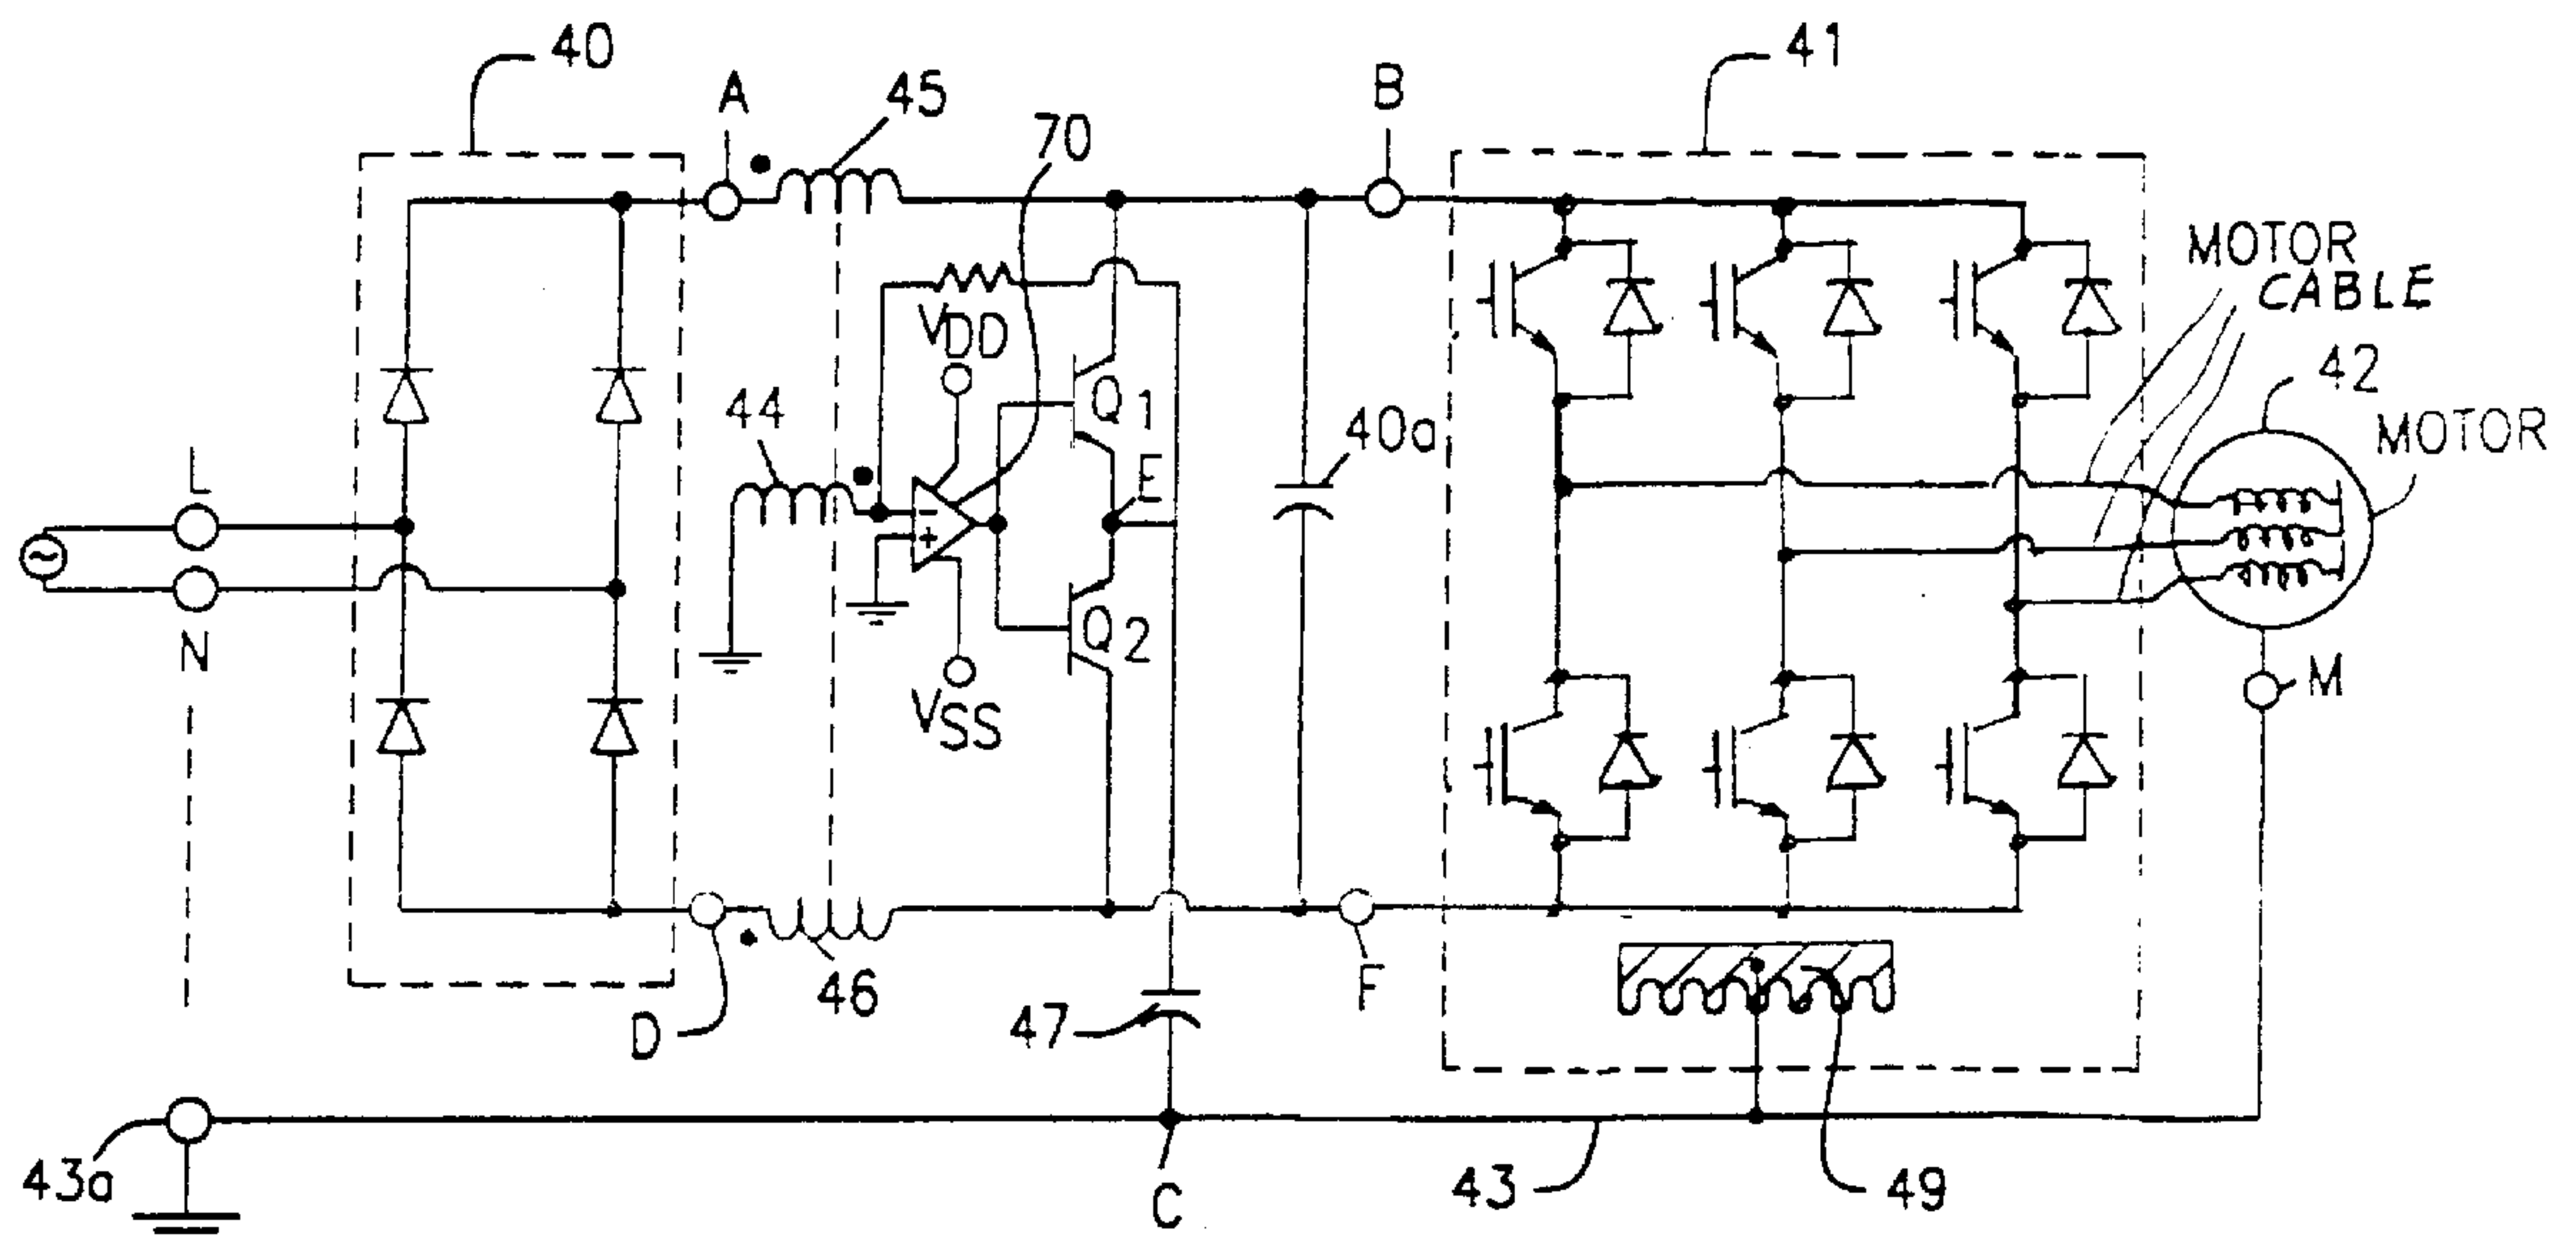 40
41
A
45
B
70
MOTOR
CABLE
VDD
42
44
Q1
40a
MOTOR
L
E
-
+
~
N
Q2
M
VSS
46
F
D
47
43a
43
49
C